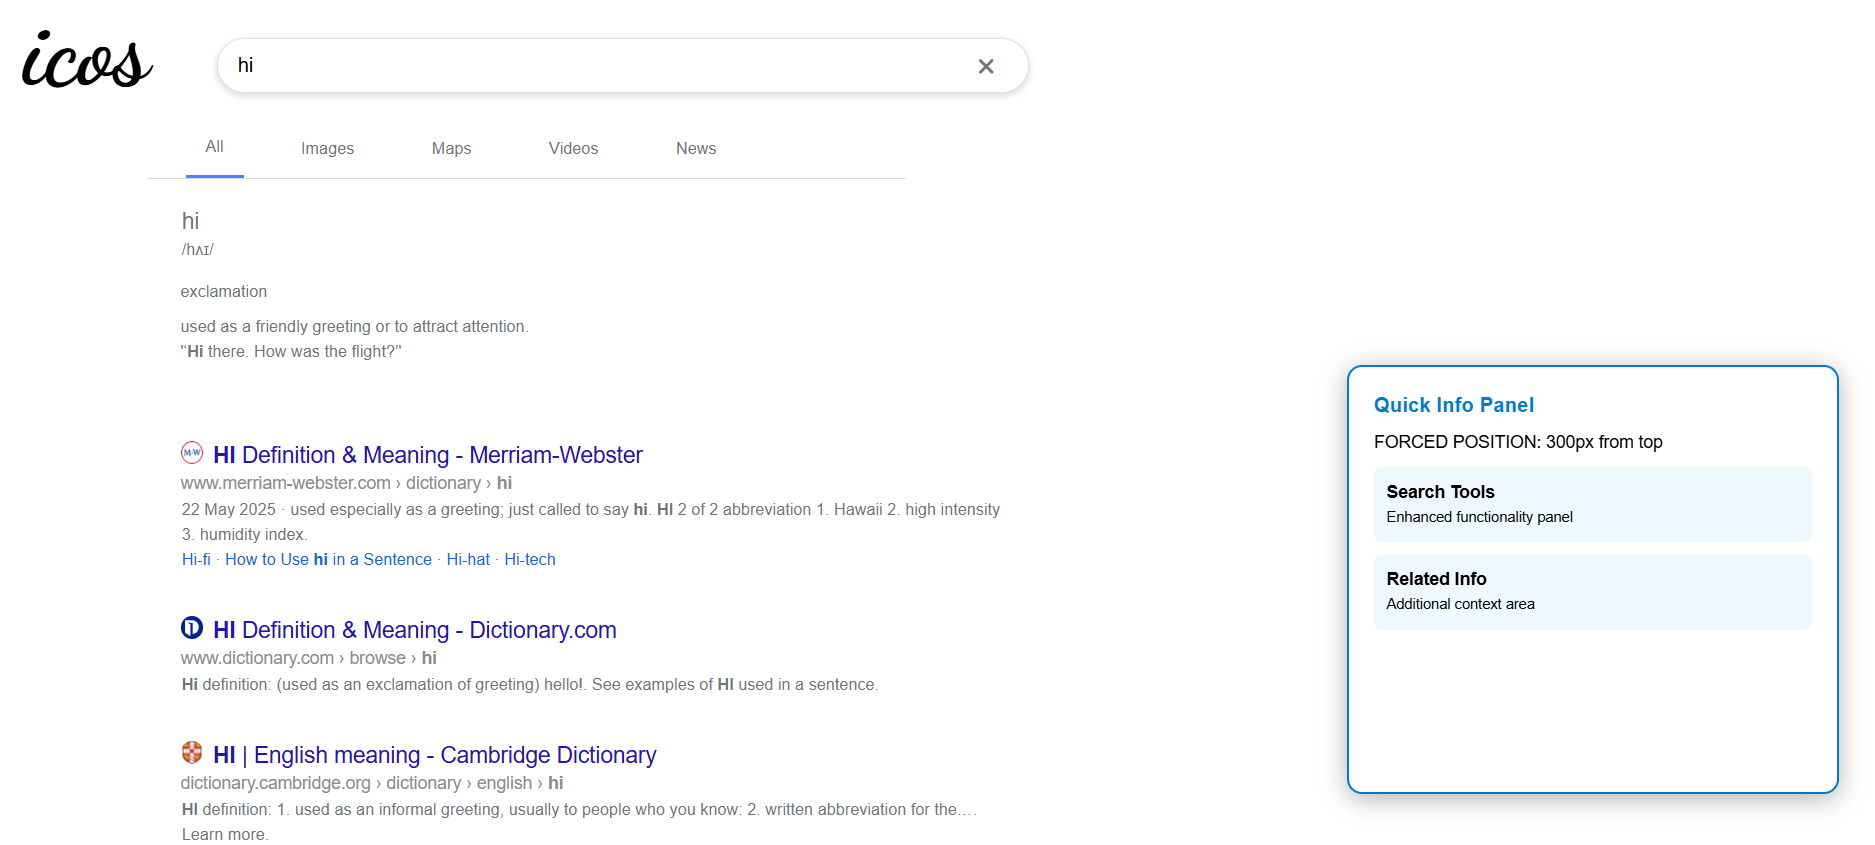 icos
hi
All
Images
Maps
Videos
News
hi
/hʌɪ/
exclamation
used as a friendly greeting or to attract attention.
"‘Hi there. How was the flight?"
HI Definition & Meaning - Merriam-Webster
www.merriam-webster.com › dictionary › hi
22 May 2025 · used especially as a greeting; just called to say hi. HI 2 of 2 abbreviation 1. Hawaii 2. high intensity
3. humidity index.
Hi-fi · How to Use hi in a Sentence · Hi-hat · Hi-tech
HI Definition & Meaning - Dictionary.com
www.dictionary.com › browse › hi
Hi definition: (used as an exclamation of greeting) hello!. See examples of HI used in a sentence.
HI | English meaning - Cambridge Dictionary
dictionary.cambridge.org › dictionary › english › hi
HI definition: 1. used as an informal greeting, usually to people who you know: 2. written abbreviation for the.…
Learn more.
Quick Info Panel
FORCED POSITION: 300px from top
Search Tools
Enhanced functionality panel
Related Info
Additional context area